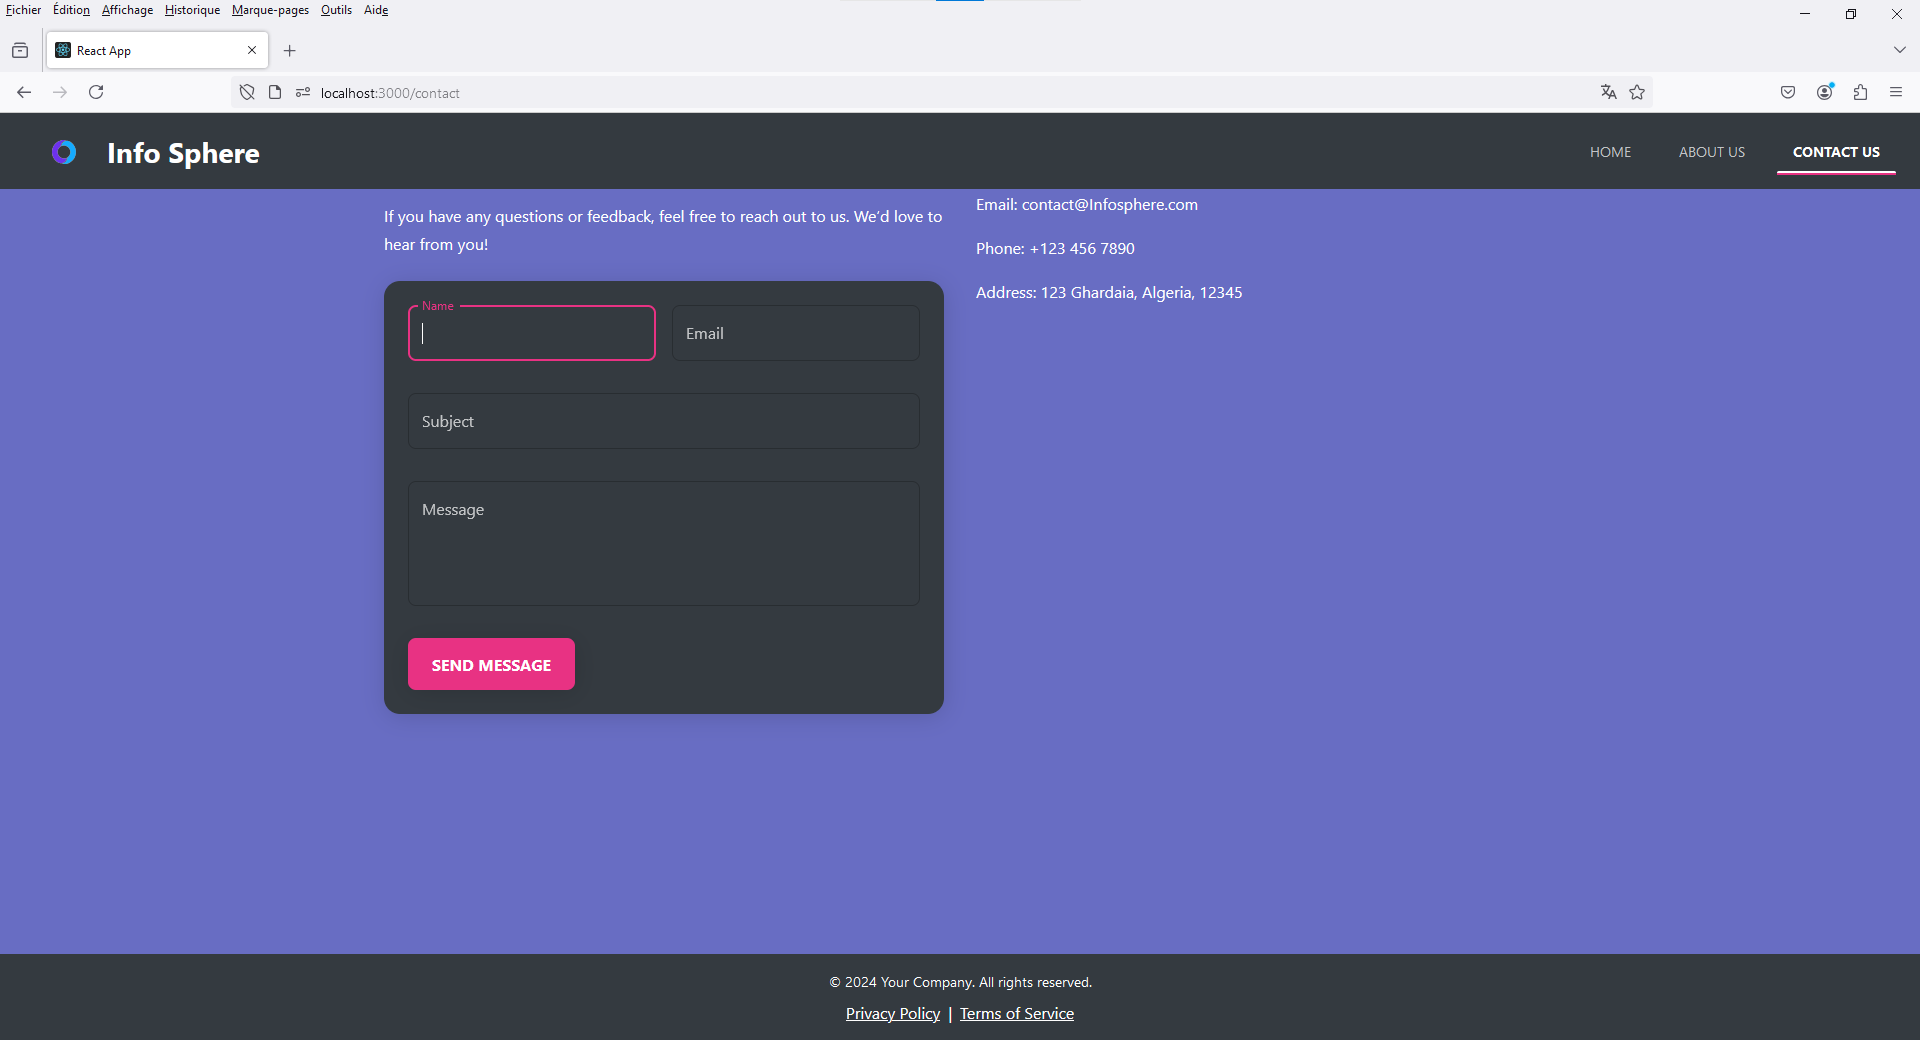 Fichier Édition Affichage Historique Marque-pages Outils Aide
React App
localhost:3000/contact
Info Sphere
HOME ABOUT US CONTACT US
If you have any questions or feedback, feel free to reach out to us. We’d love to
hear from you!
Name
Email
Subject
Message
SEND MESSAGE
Email: contact@Infosphere.com
Phone: +123 456 7890
Address: 123 Ghardaia, Algeria, 12345
© 2024 Your Company. All rights reserved.
Privacy Policy | Terms of Service